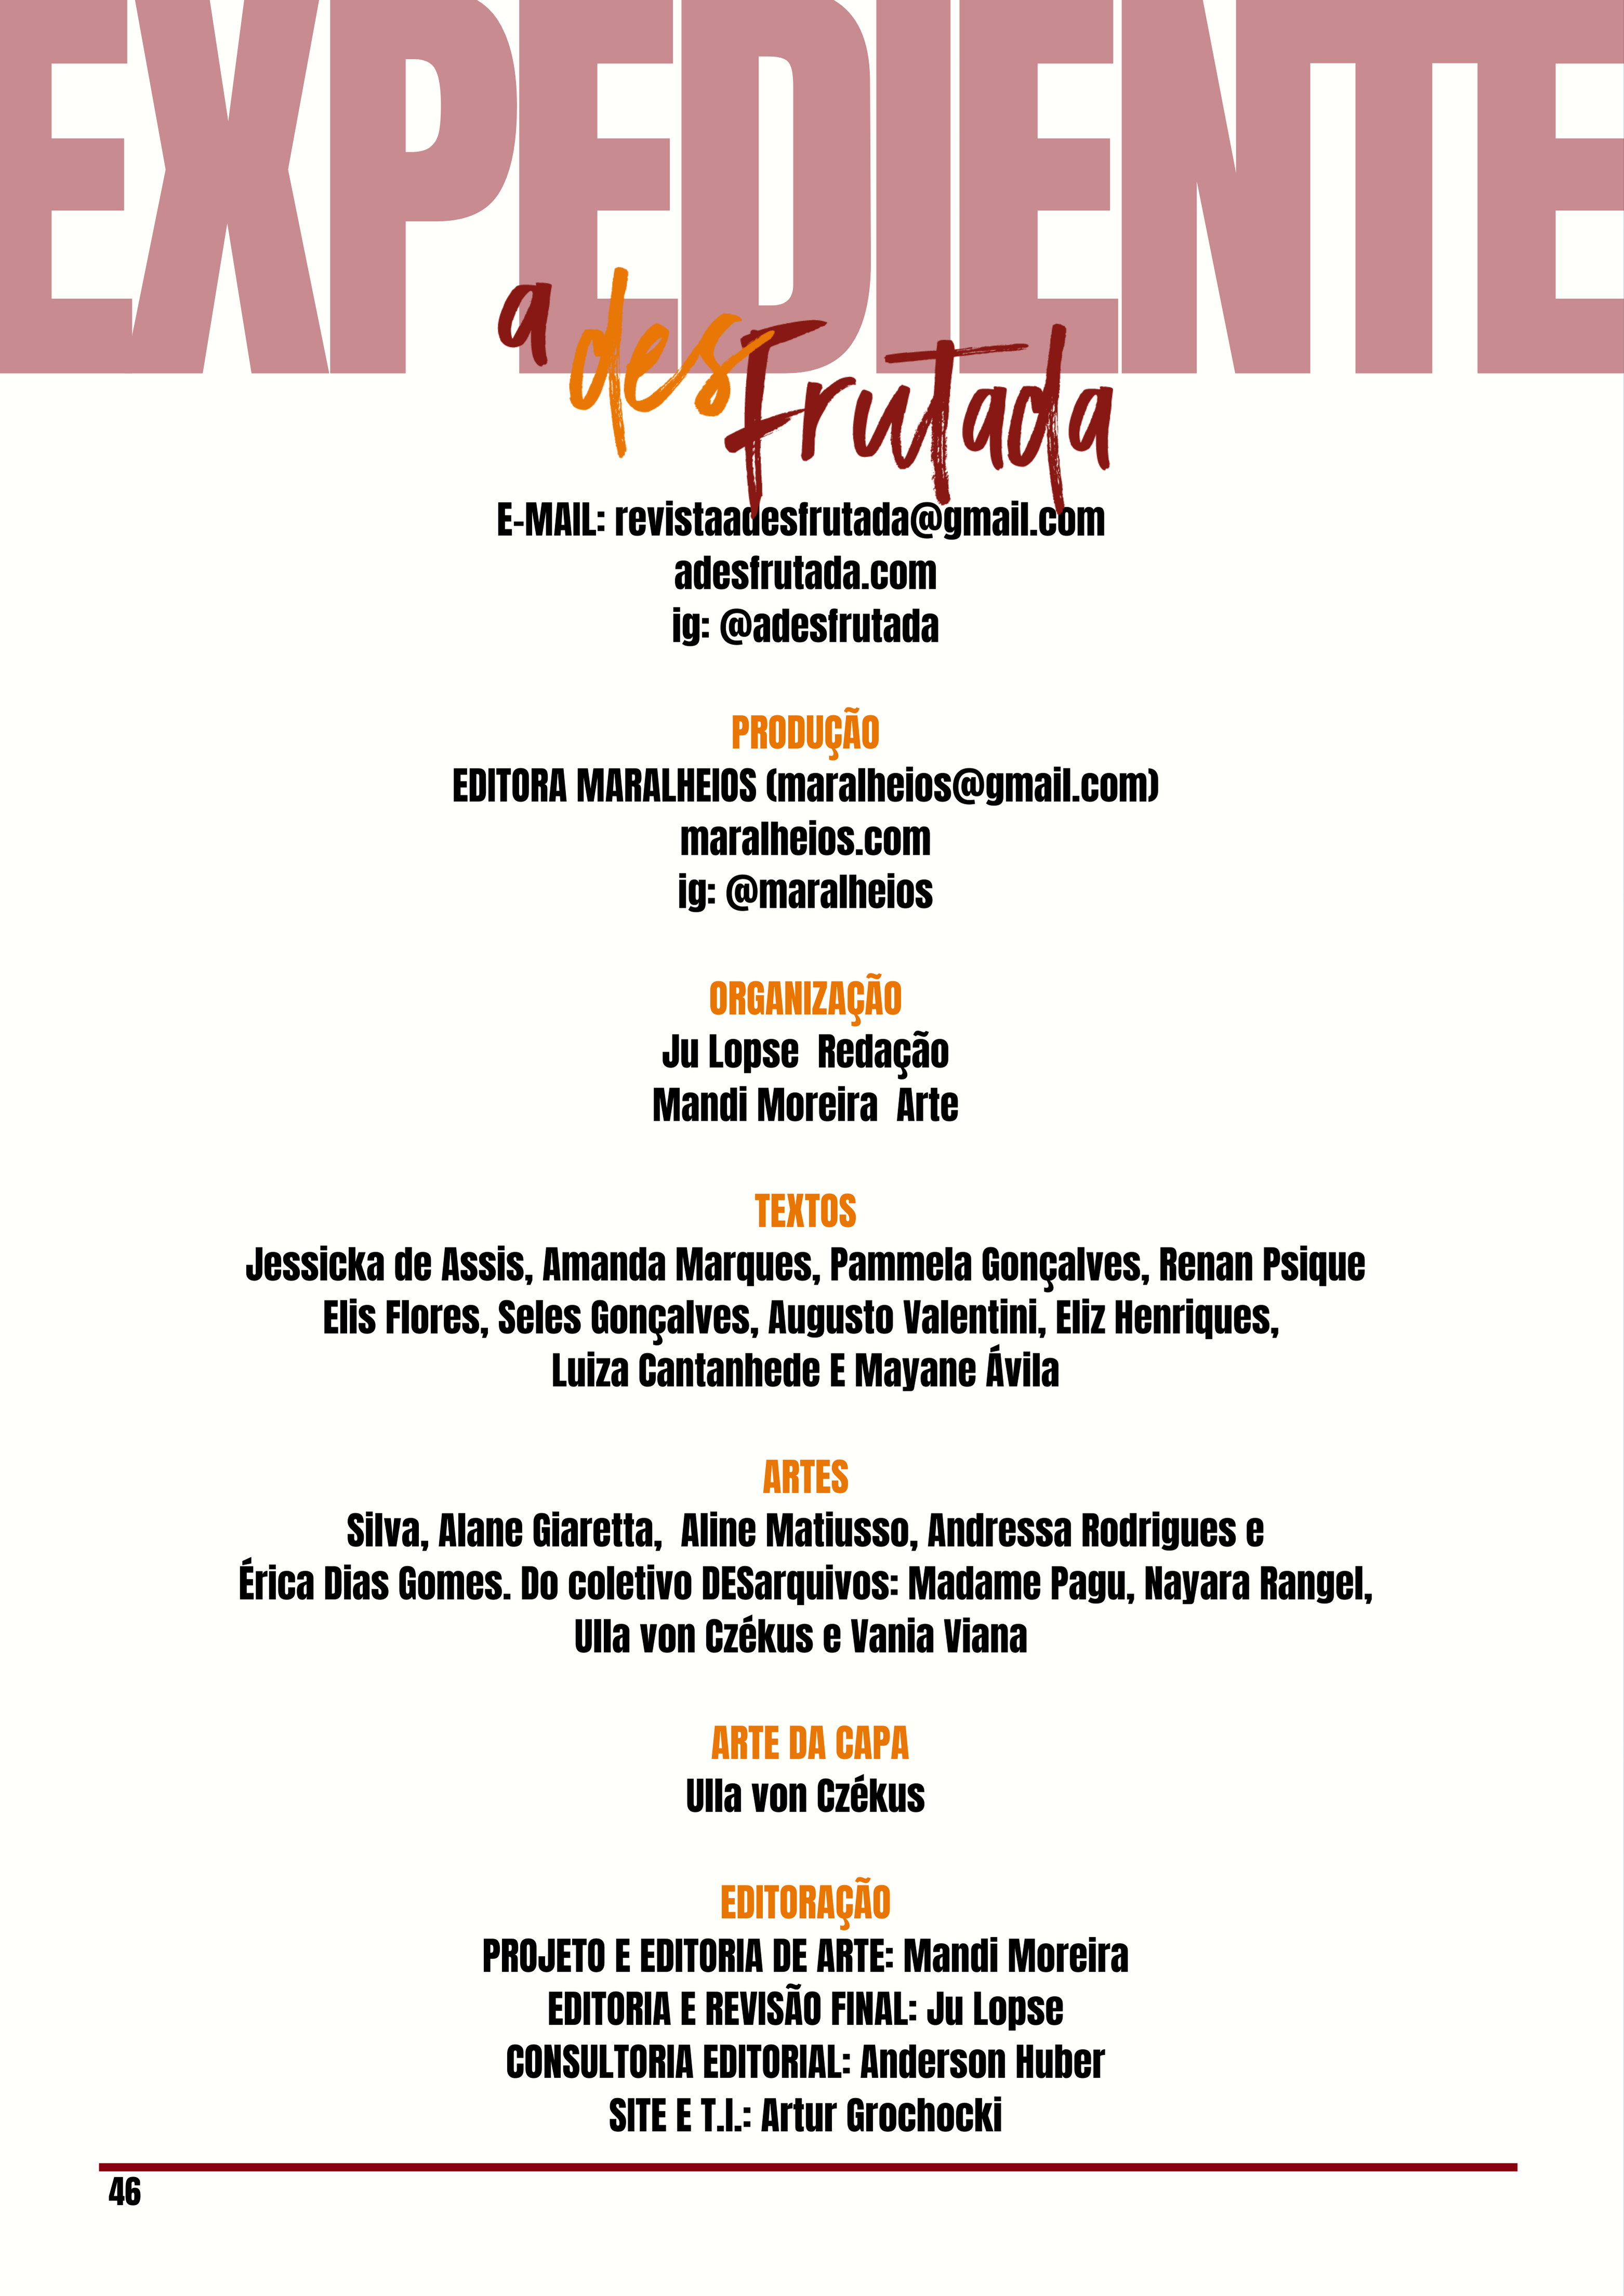 EXPEDIENTE
a desfrutada
E-MAIL: revistaadesfrutada@gmail.com
adesfrutada.com
ig: @adesfrutada
PRODUÇÃO
EDITORA MARALHEIOS (maralheios@gmail.com)
maralheios.com
ig: @maralheios
ORGANIZAÇÃO
Ju Lopse  Redação
Mandi Moreira  Arte
TEXTOS
Jessicka de Assis, Amanda Marques, Pammela Gonçalves, Renan Psique
Elis Flores, Seles Gonçalves, Augusto Valentini, Eliz Henriques,
Luiza Cantanhede E Mayane Ávila
ARTES
Silva, Alane Giaretta,  Aline Matiusso, Andressa Rodrigues e
Érica Dias Gomes. Do coletivo DESarquivos: Madame Pagu, Nayara Rangel,
Ulla von Czékus e Vania Viana
ARTE DA CAPA
Ulla von Czékus
EDITORAÇÃO
PROJETO E EDITORIA DE ARTE: Mandi Moreira
EDITORIA E REVISÃO FINAL: Ju Lopse
CONSULTORIA EDITORIAL: Anderson Huber
SITE E T.I.: Artur Grochocki
46